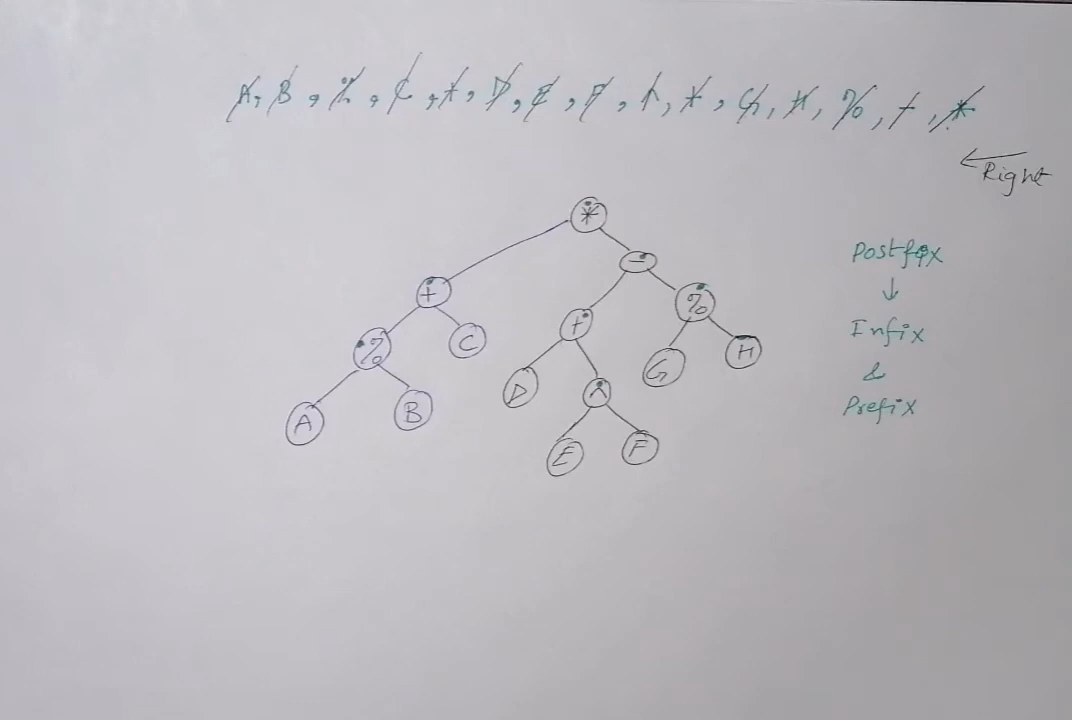 A, B, %, C, +, D, E, F, ^, +, G, H, %, -, *
Right
*
+ -
% C + %
A B D ^ G H
E F
Postfix
↓
Infix
&
Prefix